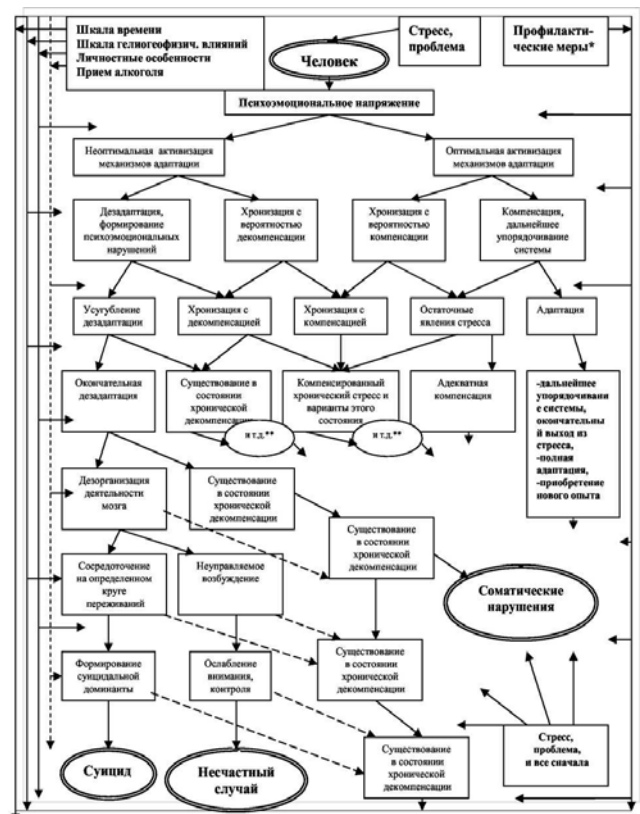 Шкала времени
Шкала гелиогеофизич. влияний
Личностные особенности
Прием алкоголя
Стресс,
проблема
Профилакти-
ческие меры*
Человек
Психоэмоциональное напряжение
Неоптимальная активизация
механизмов адаптации
Оптимальная активизация
механизмов адаптации
Дезадаптация,
формирование
психоэмоциональных
нарушений
Хронизация с
вероятностью
декомпенсации
Хронизация с
вероятностью
компенсации
Компенсация,
дальнейшее
упорядочивание
системы
Усугубление
дезадаптации
Хронизация с
декомпенсацией
Хронизация с
компенсацией
Остаточные
явления стресса
Адаптация
Окончательная
дезадаптация
Существование в
состоянии
хронической
декомпенсации
Компенсированный
хронический стресс и
варианты этого
состояния
Адекватная
компенсация
-дальнейшее
упорядочивани
е системы,
окончательны
й выход из
стресса,
-полная
адаптация,
-приобретение
нового опыта
и т.д.**
и т.д.**
Дезорганизация
деятельности
мозга
Существование
в состоянии
хронической
декомпенсации
Существование
в состоянии
хронической
декомпенсации
Сосредоточение
на определенном
круге
переживаний
Неуправляемое
возбуждение
Соматические
нарушения
Формирование
суицидальной
доминанты
Ослабление
внимания,
контроля
Существование
в состоянии
хронической
декомпенсации
Стресс,
проблема,
и все сначала
Существование
в состоянии
хронической
декомпенсации
Суицид
Несчастный
случай